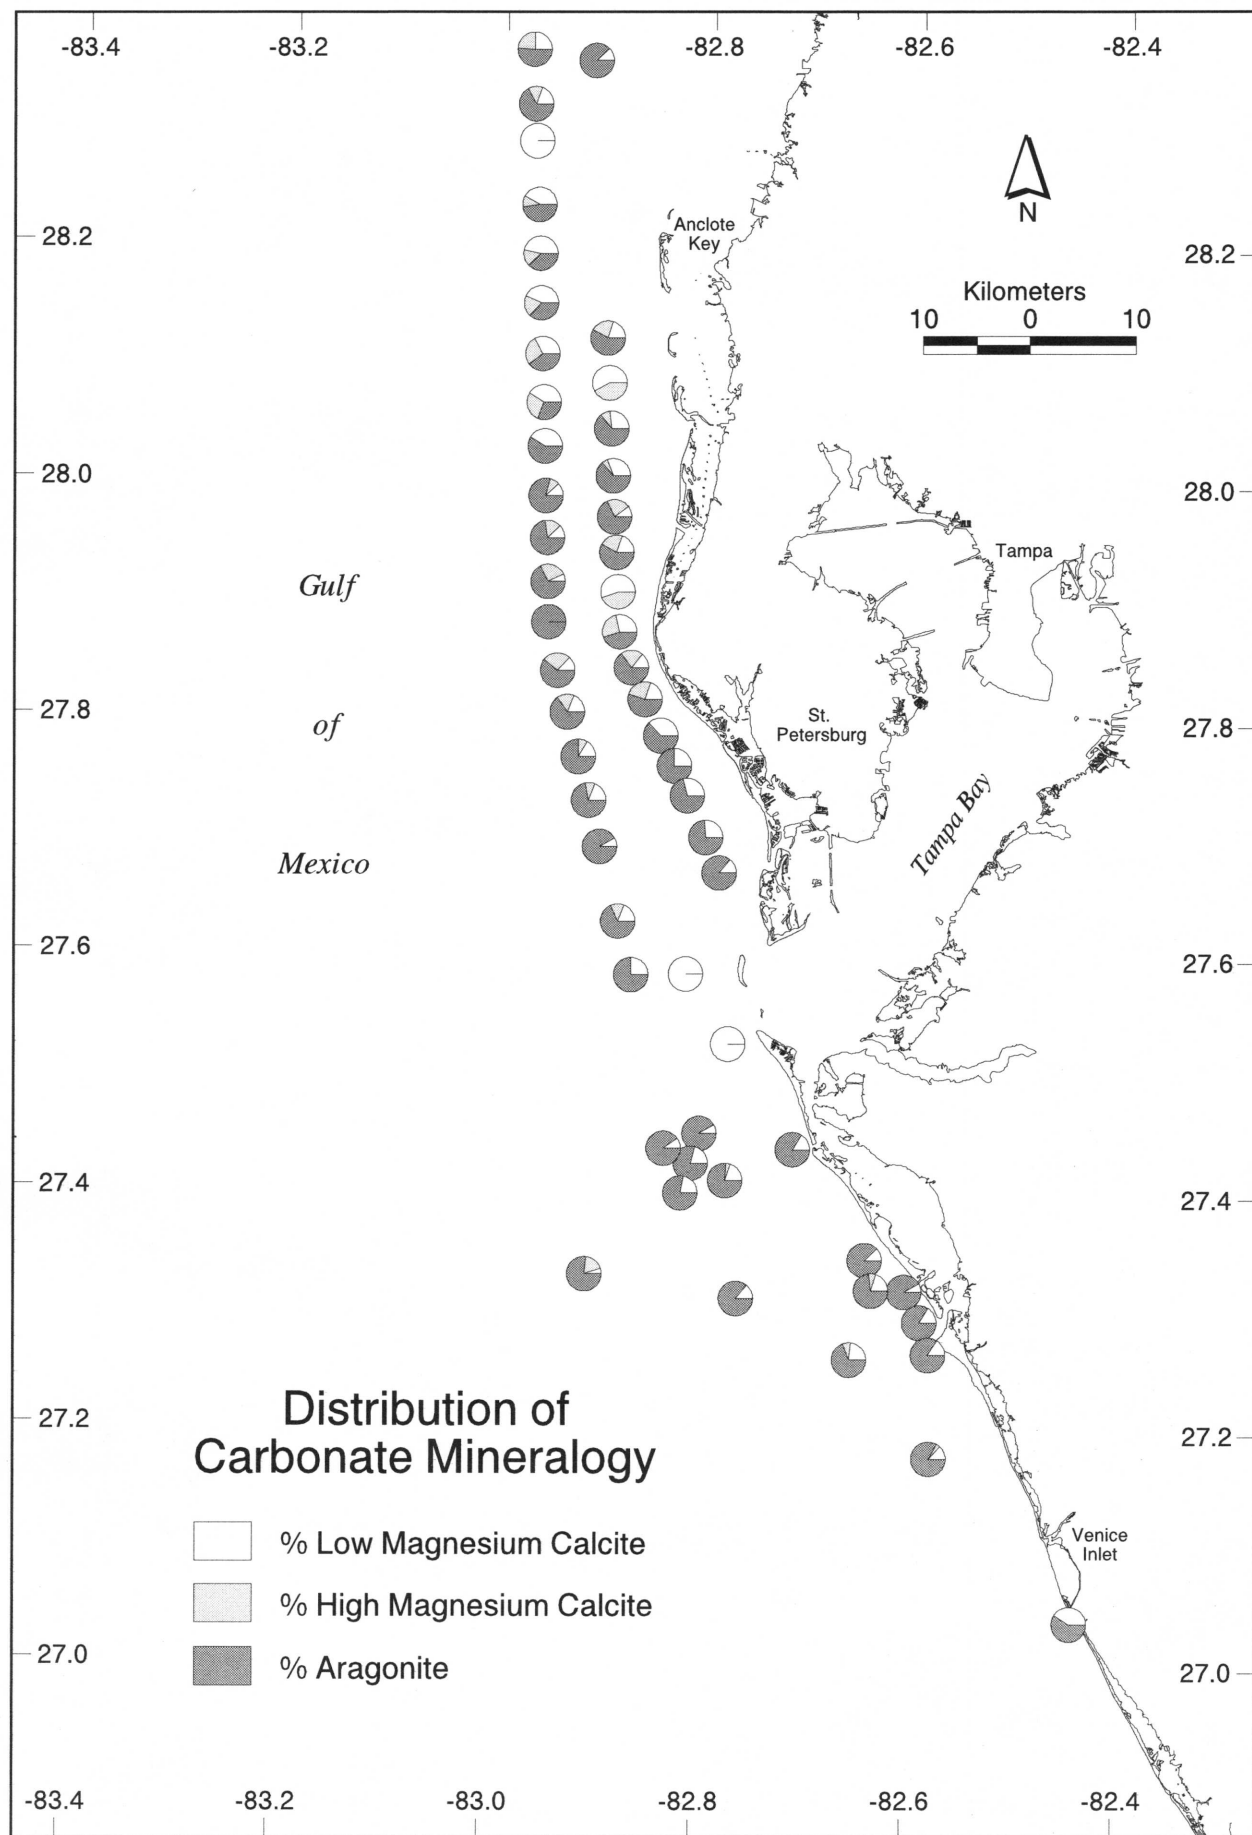 -83.4
-83.2
-82.8
-82.6
-82.4
N
Anclote
Key
28.2
28.2
Kilometers
10
0
10
28.0
28.0
Tampa
Gulf
of
Mexico
27.8
27.8
St.
Petersburg
Tampa Bay
27.6
27.6
27.4
27.4
Distribution of
Carbonate Mineralogy
27.2
27.2
% Low Magnesium Calcite
% High Magnesium Calcite
% Aragonite
Venice
Inlet
27.0
27.0
-83.4
-83.2
-83.0
-82.8
-82.6
-82.4